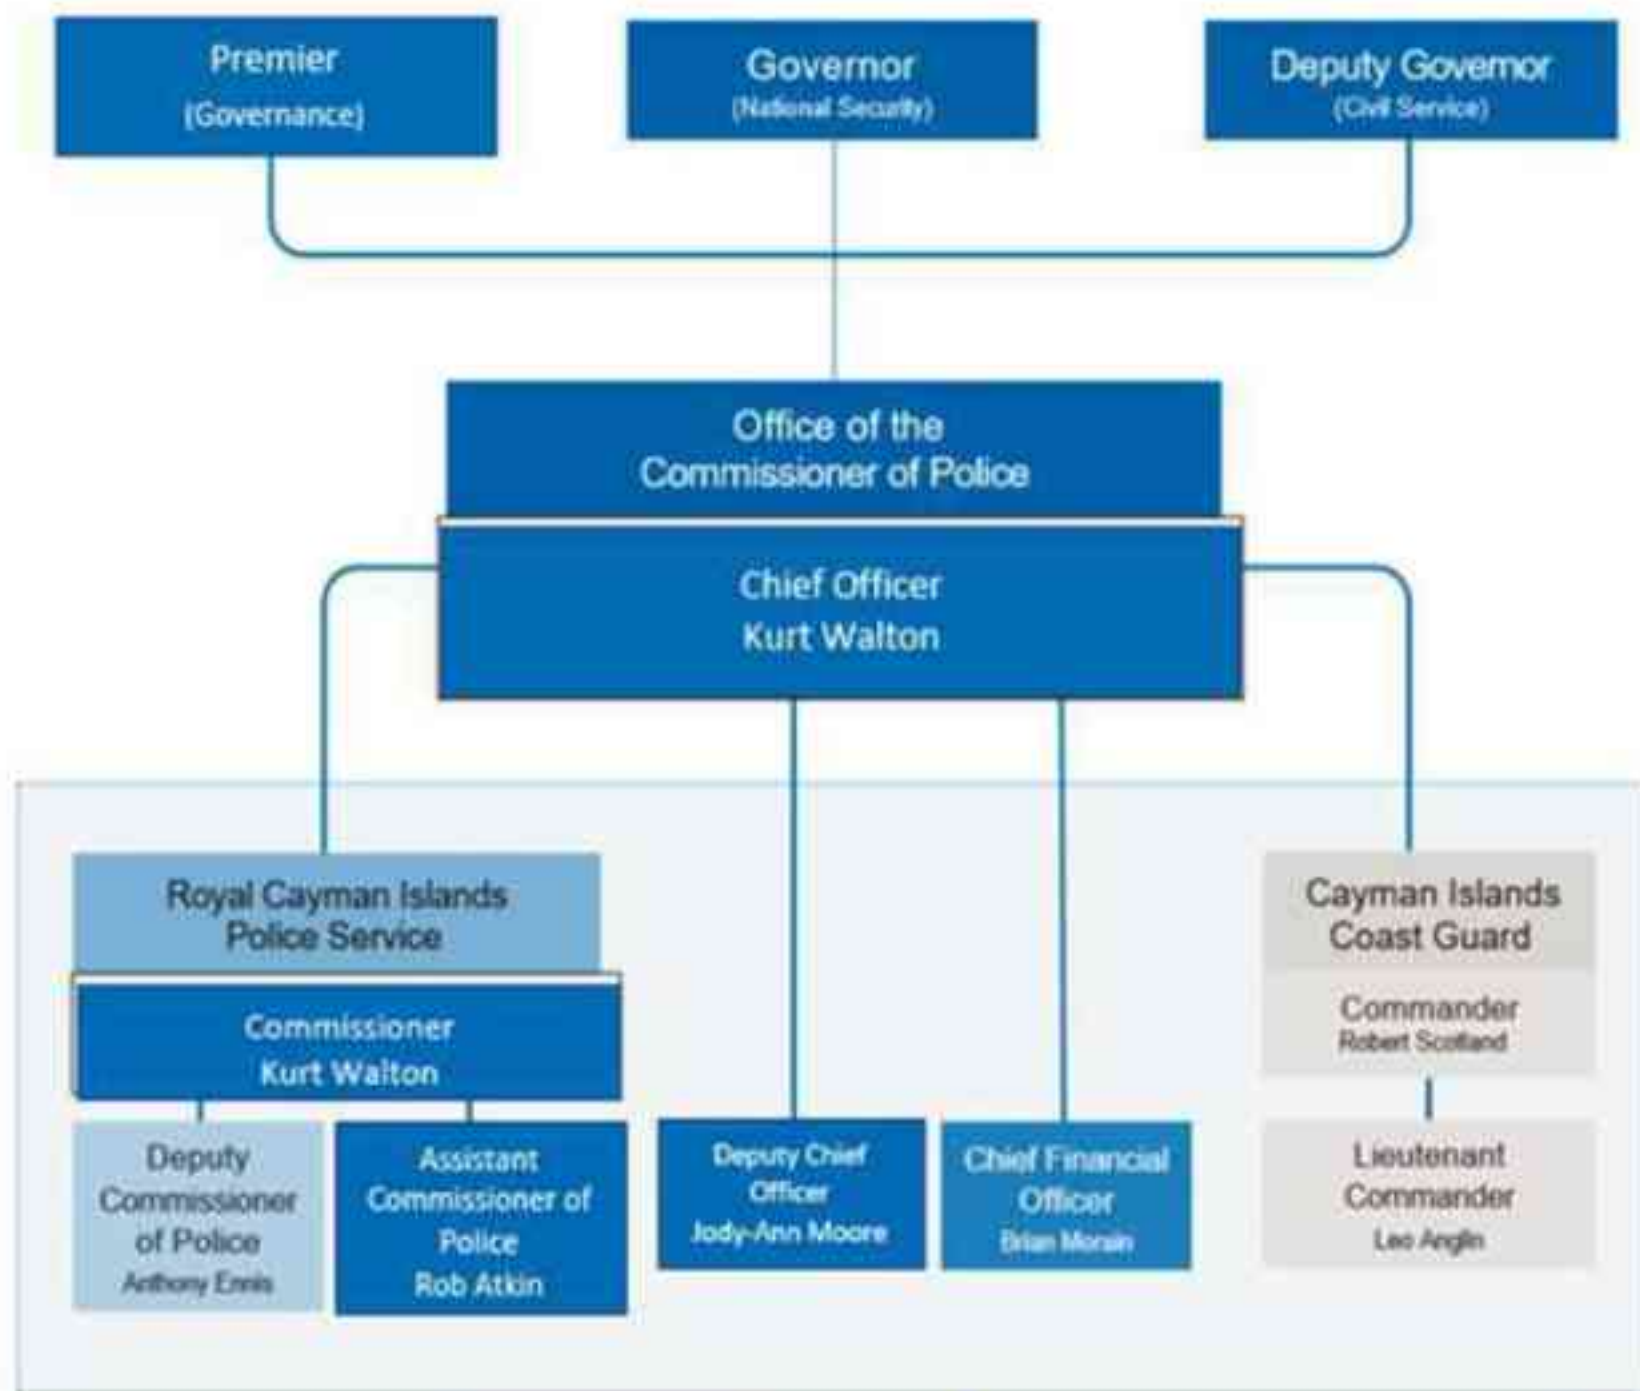 Premier
(Governance)
Governor
(National Security)
Deputy Governor
(Civil Service)
Office of the
Commissioner of Police
Chief Officer
Kurt Walton
Royal Cayman Islands
Police Service
Commissioner
Kurt Walton
Deputy
Commissioner
of Police
Anthony Ennis
Assistant
Commissioner of
Police
Rob Atkin
Deputy Chief
Officer
Jody-Ann Moore
Chief Financial
Officer
Brian
Cayman Islands
Coast Guard
Commander
Robert Scotland
Lieutenant
Commander
Leo Anglin